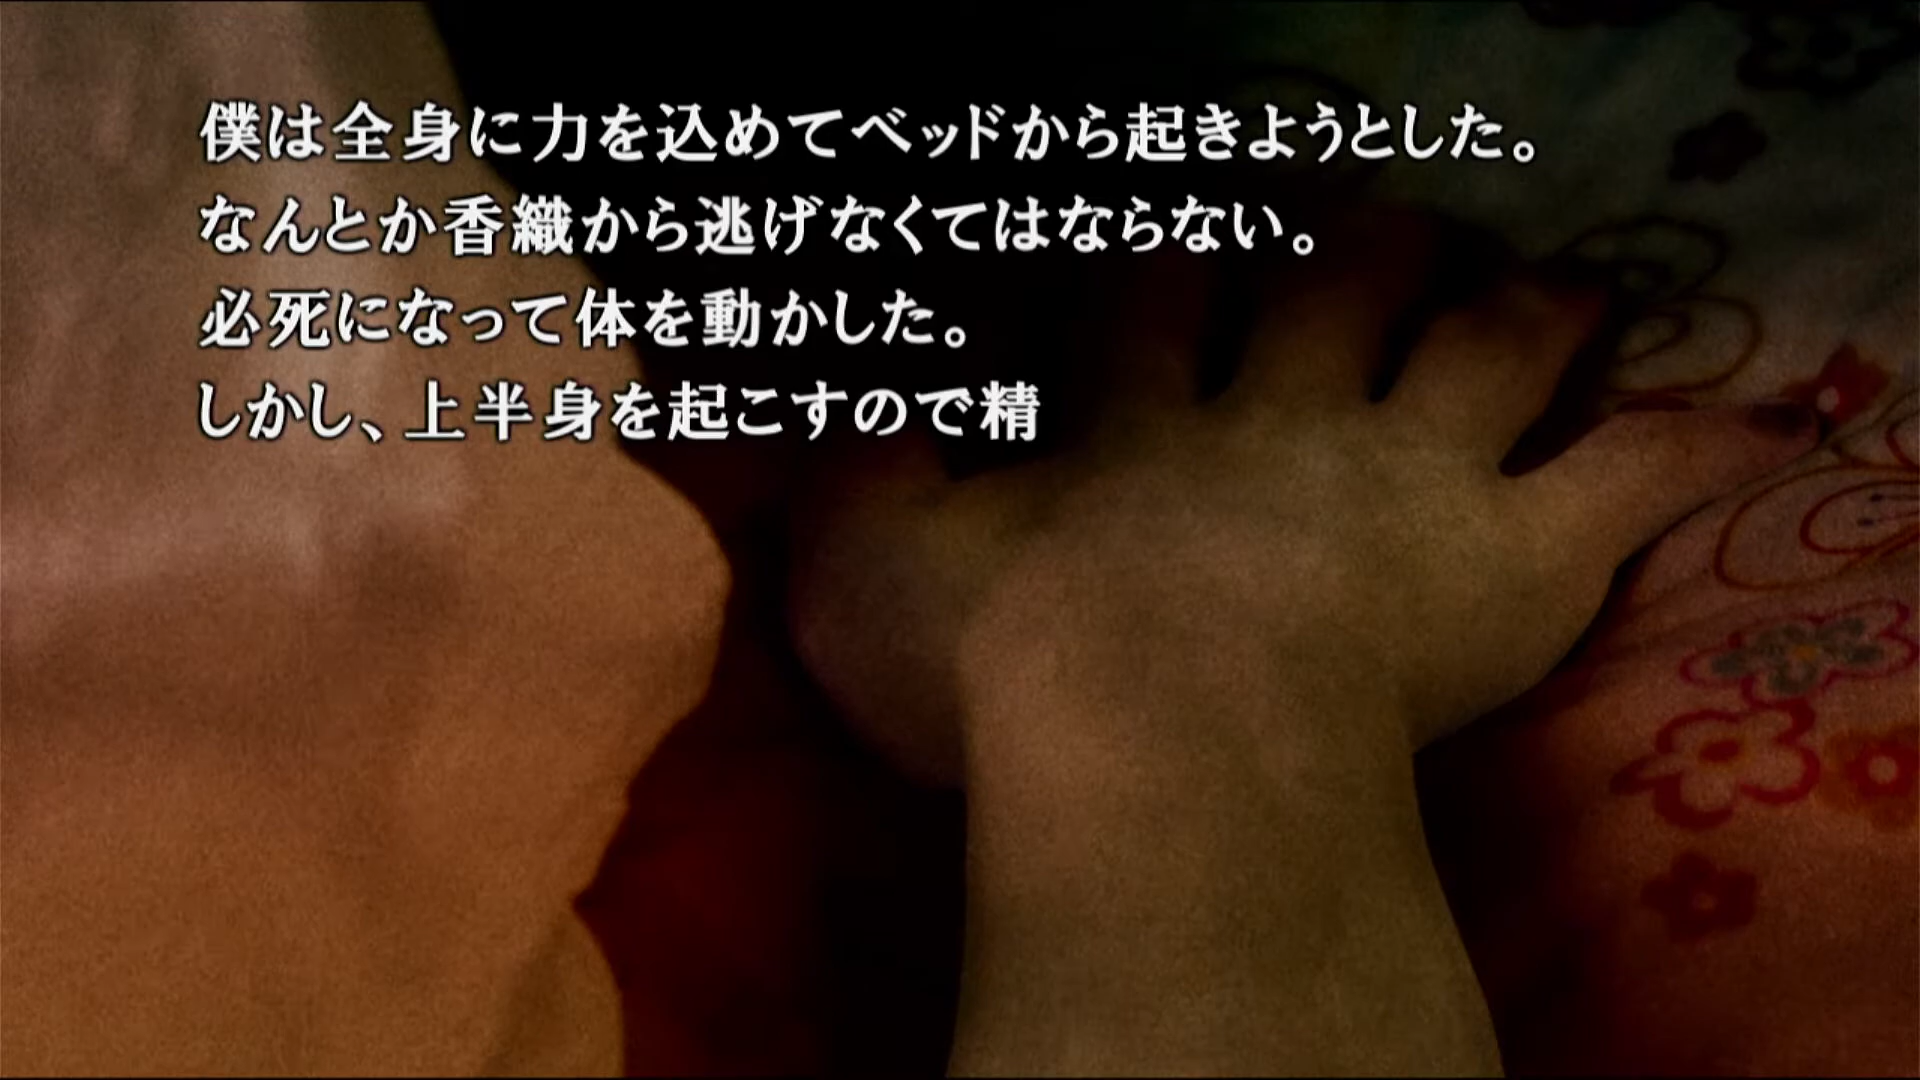 僕は全身に力を込めてベッドから起きようとした。
なんとか香織から逃げなくてはならない。
必死になって体を動かした。
しかし、上半身を起こすので精